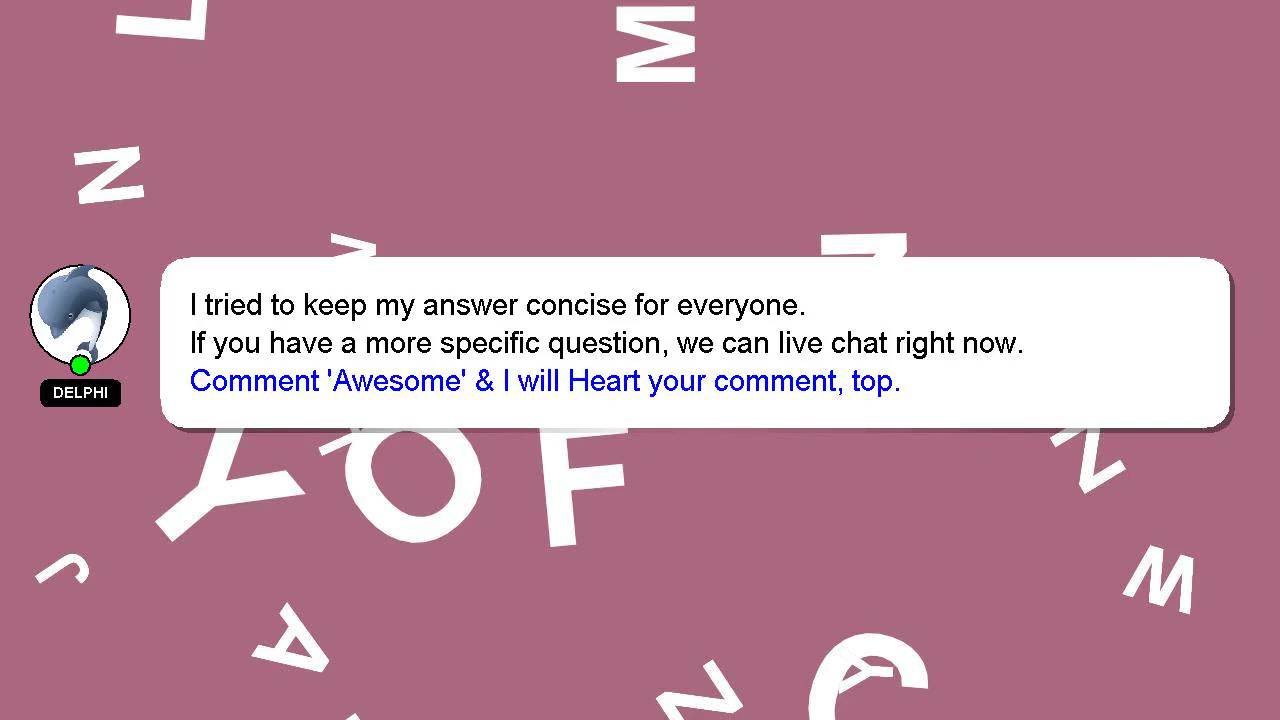 L
M
N
I tried to keep my answer concise for everyone.
If you have a more specific question, we can live chat right now.
Comment 'Awesome' & I will Heart your comment, top.
DELPHI
Y
O
F
N
J
W
A
N
C
A